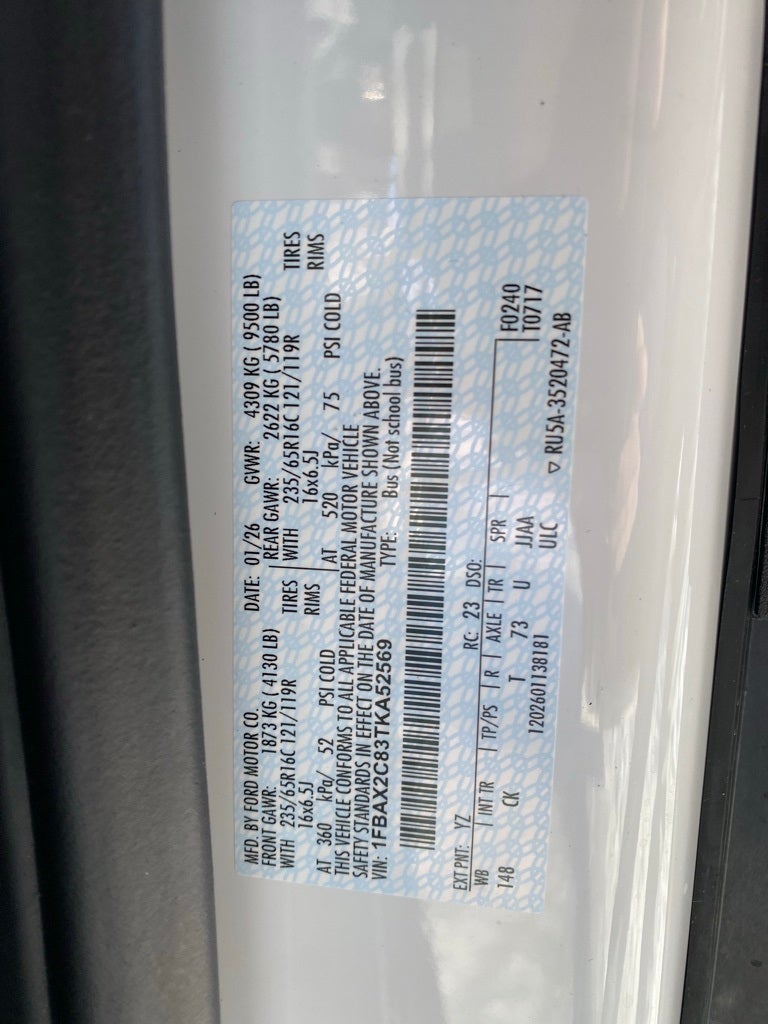 MFD. BY FORD MOTOR CO. DATE: 01/26 GVWR: 4309 KG ( 9500 LB)
FRONT GAWR: 1873 KG ( 4130 LB) REAR GAWR: 2622 KG ( 5780 LB)
WITH 235/65R16C 121/119R TIRES WITH 235/65R16C 121/119R TIRES
16x6.5J RIMS 16x6.5J RIMS
AT 360 kPa/ 52 PSI COLD AT 520 kPa/ 75 PSI COLD
THIS VEHICLE CONFORMS TO ALL APPLICABLE FEDERAL MOTOR VEHICLE
SAFETY STANDARDS IN EFFECT ON THE DATE OF MANUFACTURE SHOWN ABOVE.
VIN: 1FBAX2C83TKA52569 TYPE: Bus (Not school bus)
EXT PNT: YZ RC: 23 DSO:
WB INT TR TP/PS R AXLE TR SPR F0240
148 CK T 73 U JJAA T0717
1202601138181 ULC
▽ RU5A-3520472-AB